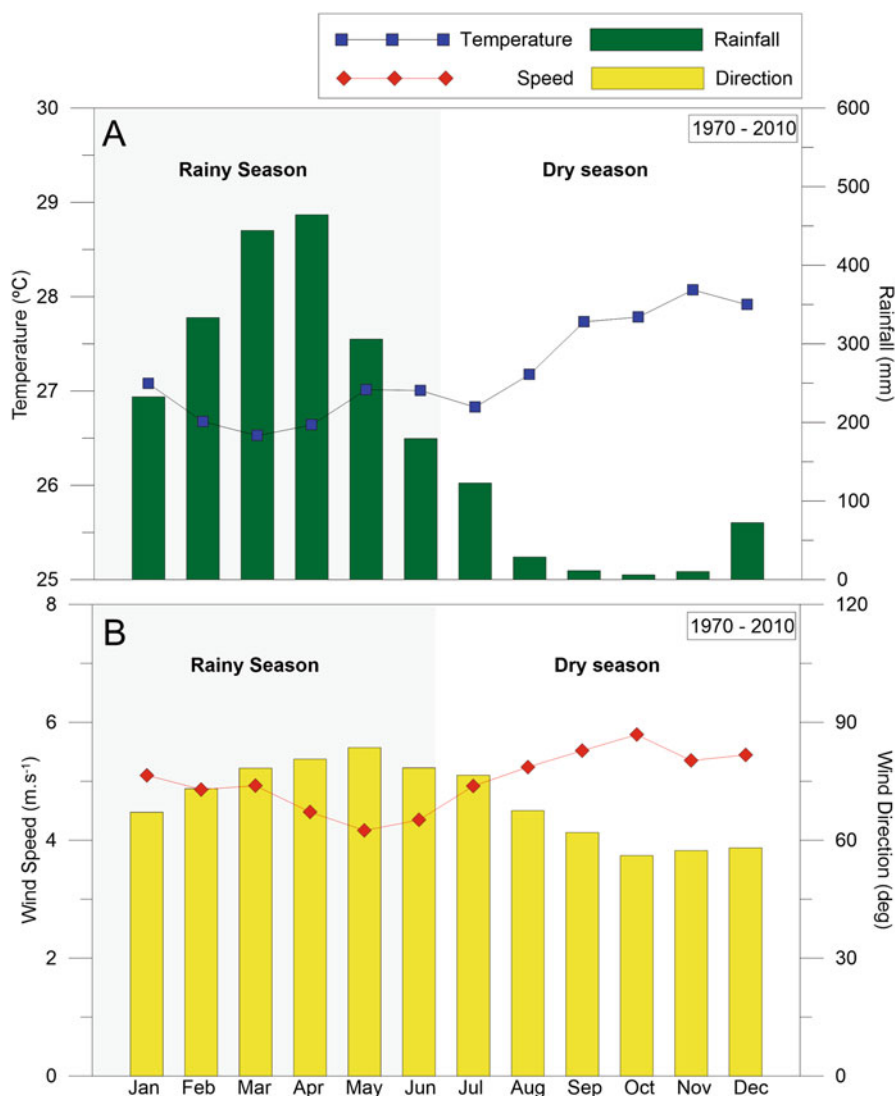 Temperature Rainfall
Speed Direction
A
1970 - 2010
Rainy Season Dry season
Temperature (ºC)
30
29
28
27
26
25
Rainfall (mm)
600
500
400
300
200
100
0
B
1970 - 2010
Rainy Season Dry season
Wind Speed (m.s-¹)
8
6
4
2
0
Wind Direction (deg)
120
90
60
30
0
Jan Feb Mar Apr May Jun Jul Aug Sep Oct Nov Dec